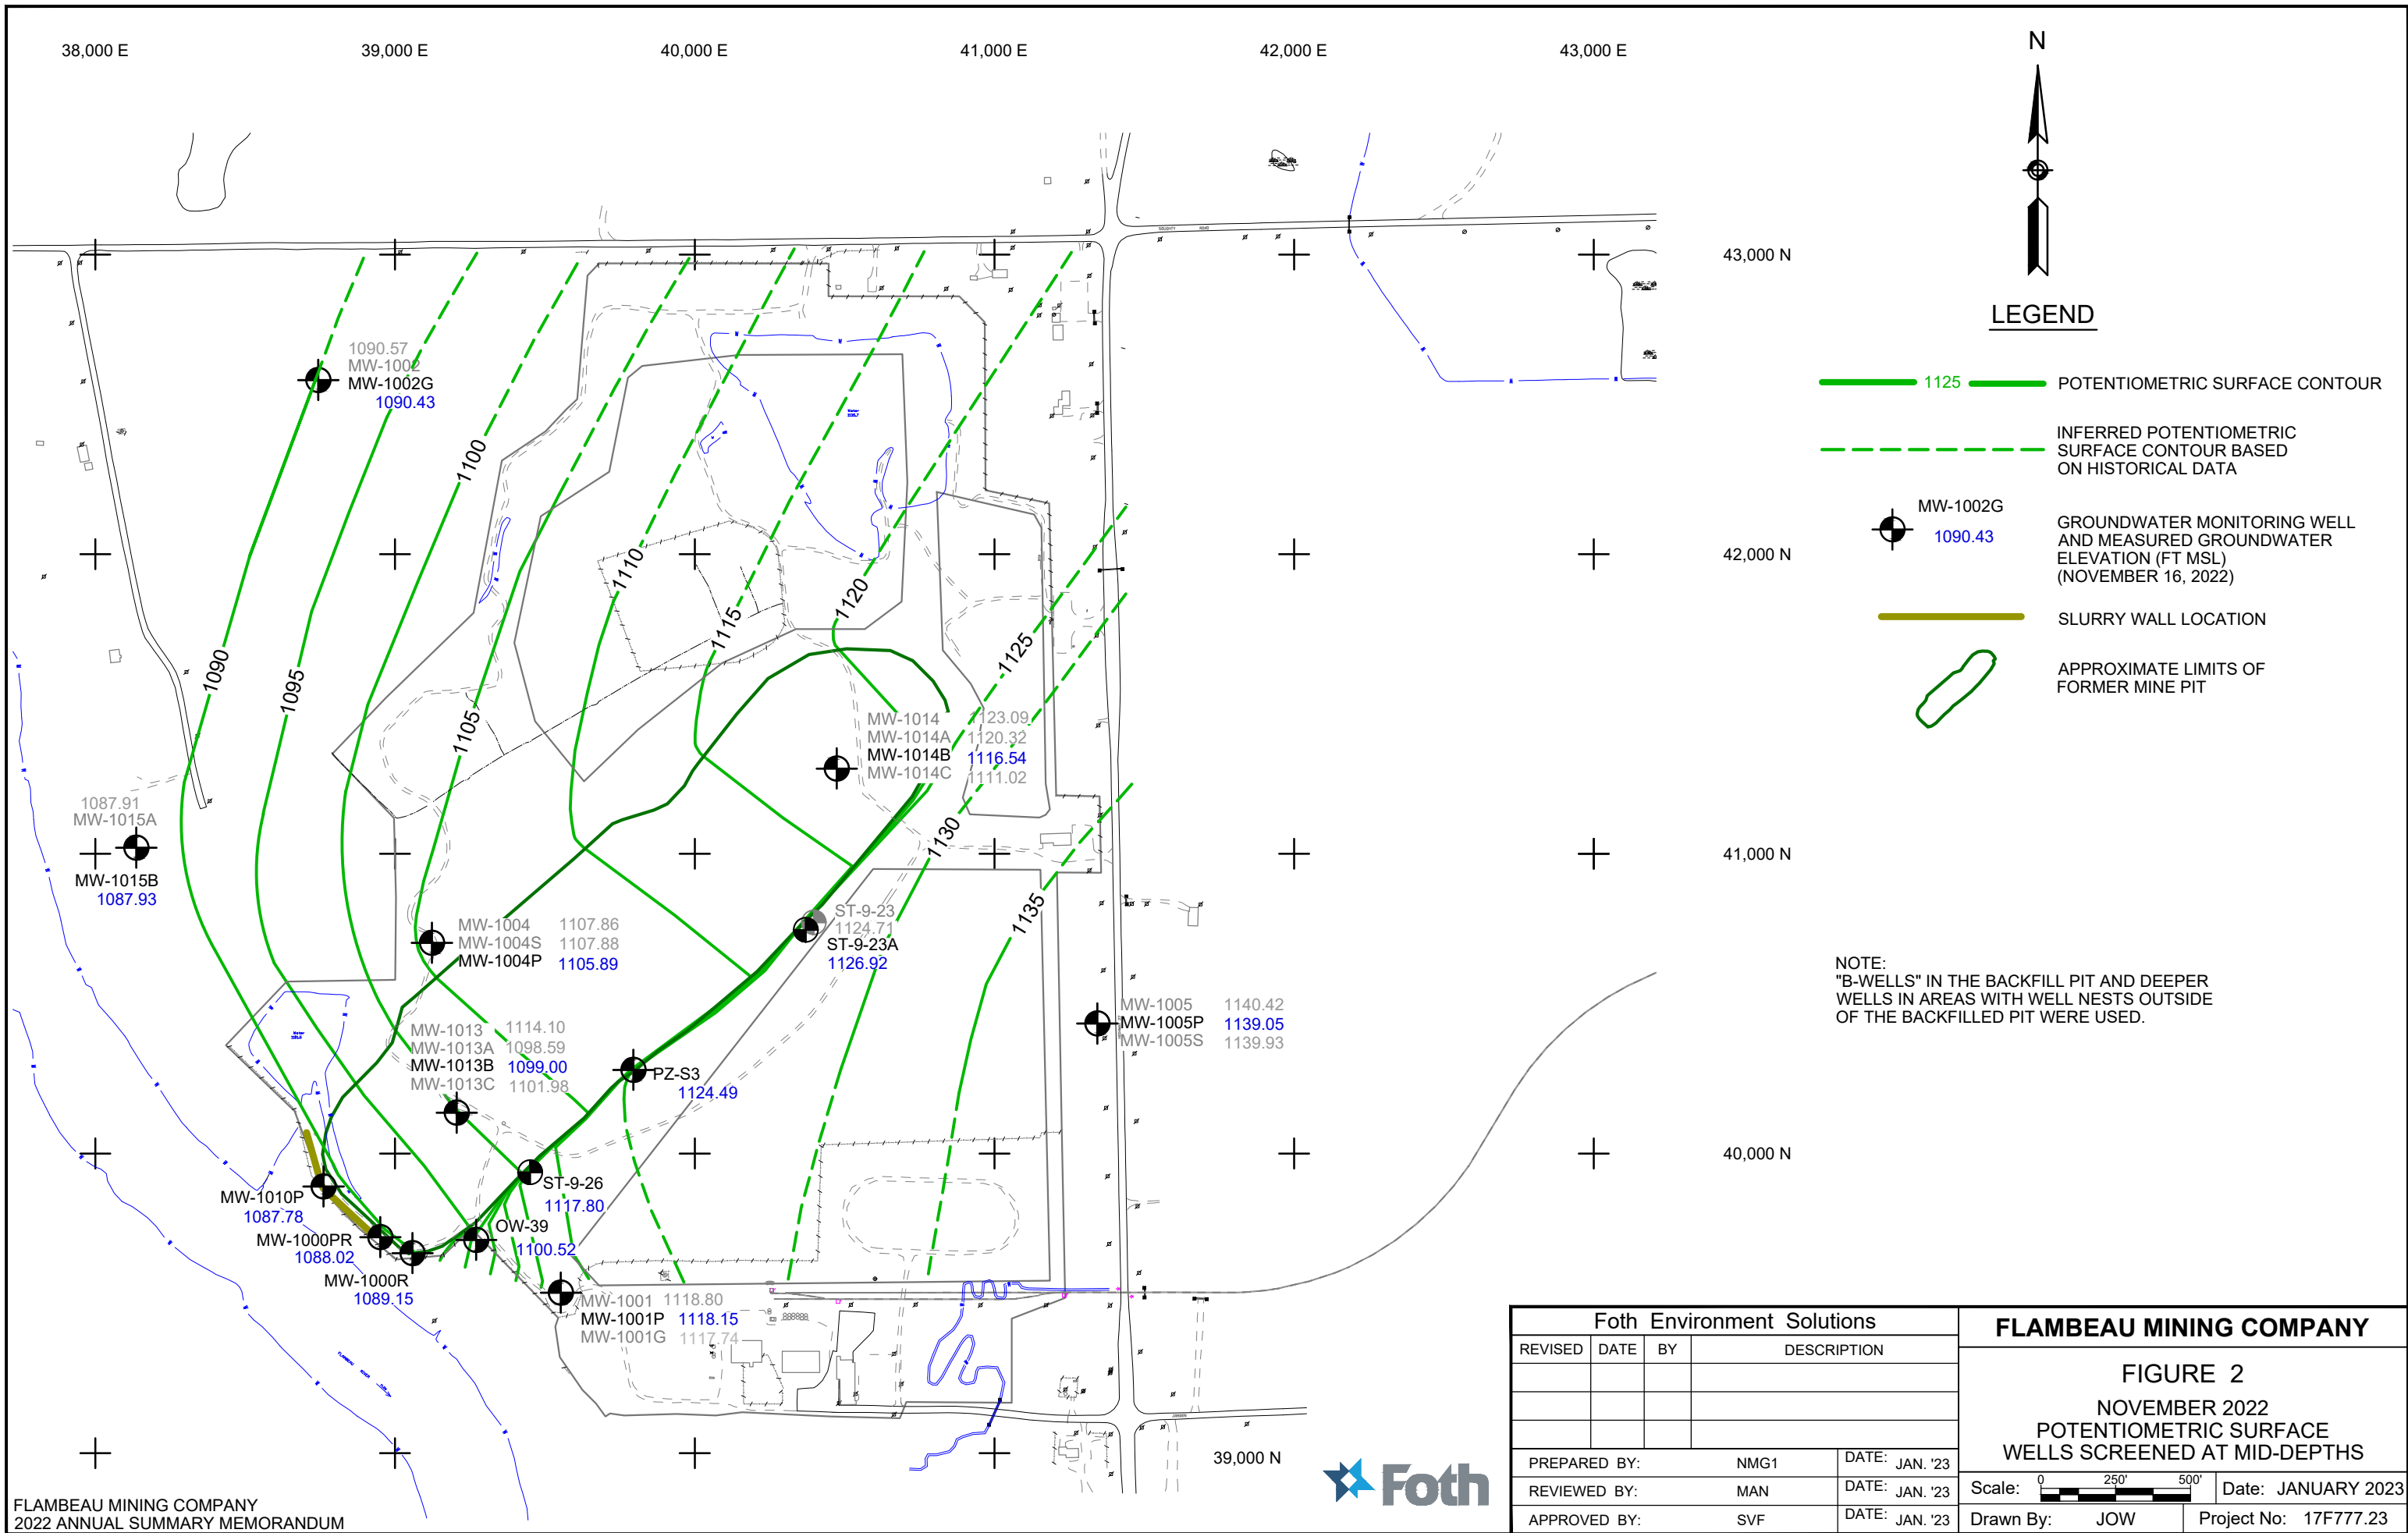 38,000 E
39,000 E
40,000 E
41,000 E
42,000 E
43,000 E
N
43,000 N
42,000 N
41,000 N
40,000 N
39,000 N
LEGEND
1125
POTENTIOMETRIC SURFACE CONTOUR
INFERRED POTENTIOMETRIC
SURFACE CONTOUR BASED
ON HISTORICAL DATA
MW-1002G
1090.43
GROUNDWATER MONITORING WELL
AND MEASURED GROUNDWATER
ELEVATION (FT MSL)
(NOVEMBER 16, 2022)
SLURRY WALL LOCATION
APPROXIMATE LIMITS OF
FORMER MINE PIT
NOTE:
"B-WELLS" IN THE BACKFILL PIT AND DEEPER
WELLS IN AREAS WITH WELL NESTS OUTSIDE
OF THE BACKFILLED PIT WERE USED.
1090.57
MW-1002
MW-1002G
1090.43
1090
1095
1100
1105
1110
1115
1120
1125
1130
1135
MW-1014 1123.09
MW-1014A 1120.32
MW-1014B 1116.54
MW-1014C 1111.02
1087.91
MW-1015A
MW-1015B
1087.93
MW-1004 1107.86
MW-1004S 1107.88
MW-1004P 1105.89
ST-9-23
1124.71
ST-9-23A
1126.92
MW-1005 1140.42
MW-1005P 1139.05
MW-1005S 1139.93
MW-1013 1114.10
MW-1013A 1098.59
MW-1013B 1099.00
MW-1013C 1101.98
PZ-S3
1124.49
ST-9-26
1117.80
MW-1010P
1087.78
OW-39
1100.52
MW-1000PR
1088.02
MW-1000R
1089.15
MW-1001 1118.80
MW-1001P 1118.15
MW-1001G 1117.74
FLAMBEAU RIVER
Foth
FLAMBEAU MINING COMPANY
2022 ANNUAL SUMMARY MEMORANDUM
Foth Environment Solutions
REVISED DATE BY DESCRIPTION
PREPARED BY: NMG1 DATE: JAN. '23
REVIEWED BY: MAN DATE: JAN. '23
APPROVED BY: SVF DATE: JAN. '23
FLAMBEAU MINING COMPANY
FIGURE 2
NOVEMBER 2022
POTENTIOMETRIC SURFACE
WELLS SCREENED AT MID-DEPTHS
Scale: 0 250' 500'
Date: JANUARY 2023
Drawn By: JOW
Project No: 17F777.23